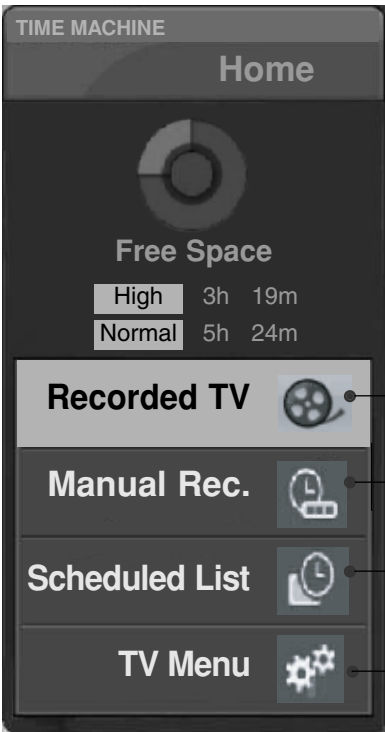 TIME MACHINE
Home
Free Space
High 3h 19m
Normal 5h 24m
Recorded TV
Manual Rec.
Scheduled List
TV Menu